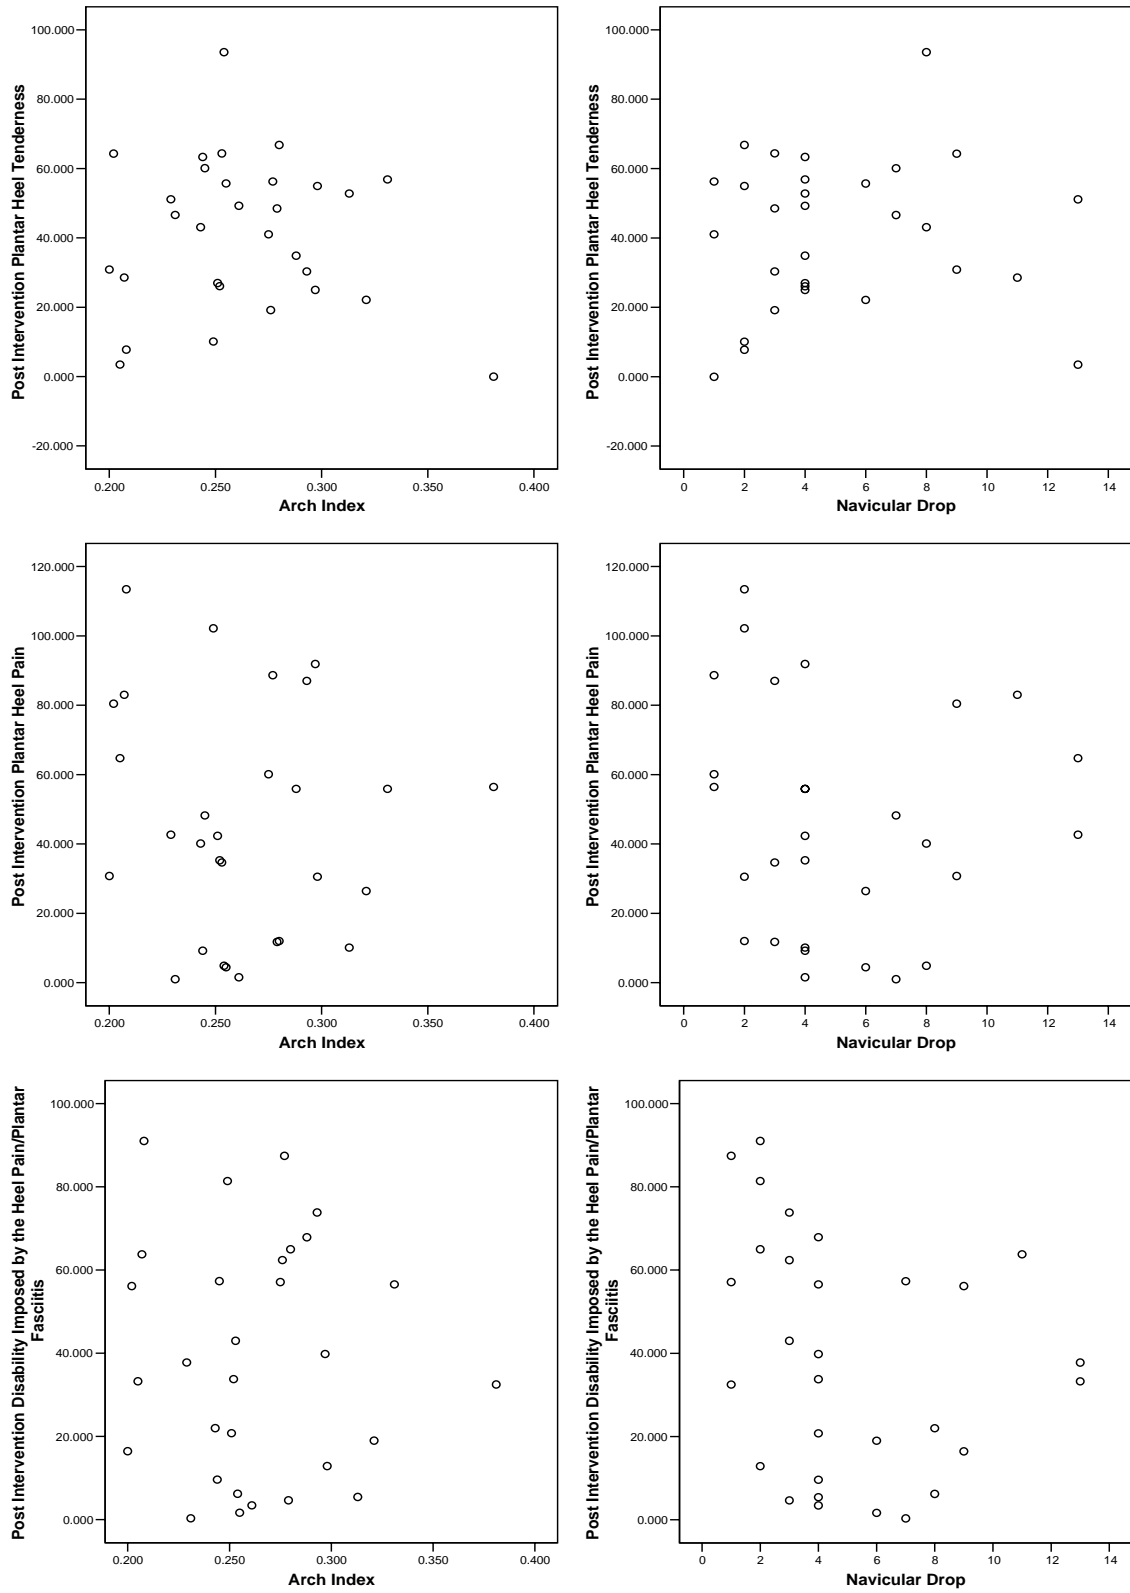 Post Intervention Plantar Heel Tenderness
100.000
80.000
60.000
40.000
20.000
0.000
-20.000
0.200 0.250 0.300 0.350 0.400
Arch Index
Post Intervention Plantar Heel Tenderness
100.000
80.000
60.000
40.000
20.000
0.000
-20.000
0 2 4 6 8 10 12 14
Navicular Drop
Post Intervention Plantar Heel Pain
120.000
100.000
80.000
60.000
40.000
20.000
0.000
0.200 0.250 0.300 0.350 0.400
Arch Index
Post Intervention Plantar Heel Pain
120.000
100.000
80.000
60.000
40.000
20.000
0.000
0 2 4 6 8 10 12 14
Navicular Drop
Post Intervention Disability Imposed by the Heel Pain/Plantar
Fasciitis
100.000
80.000
60.000
40.000
20.000
0.000
0.200 0.250 0.300 0.350 0.400
Arch Index
Post Intervention Disability Imposed by the Heel Pain/Plantar
Fasciitis
100.000
80.000
60.000
40.000
20.000
0.000
0 2 4 6 8 10 12 14
Navicular Drop